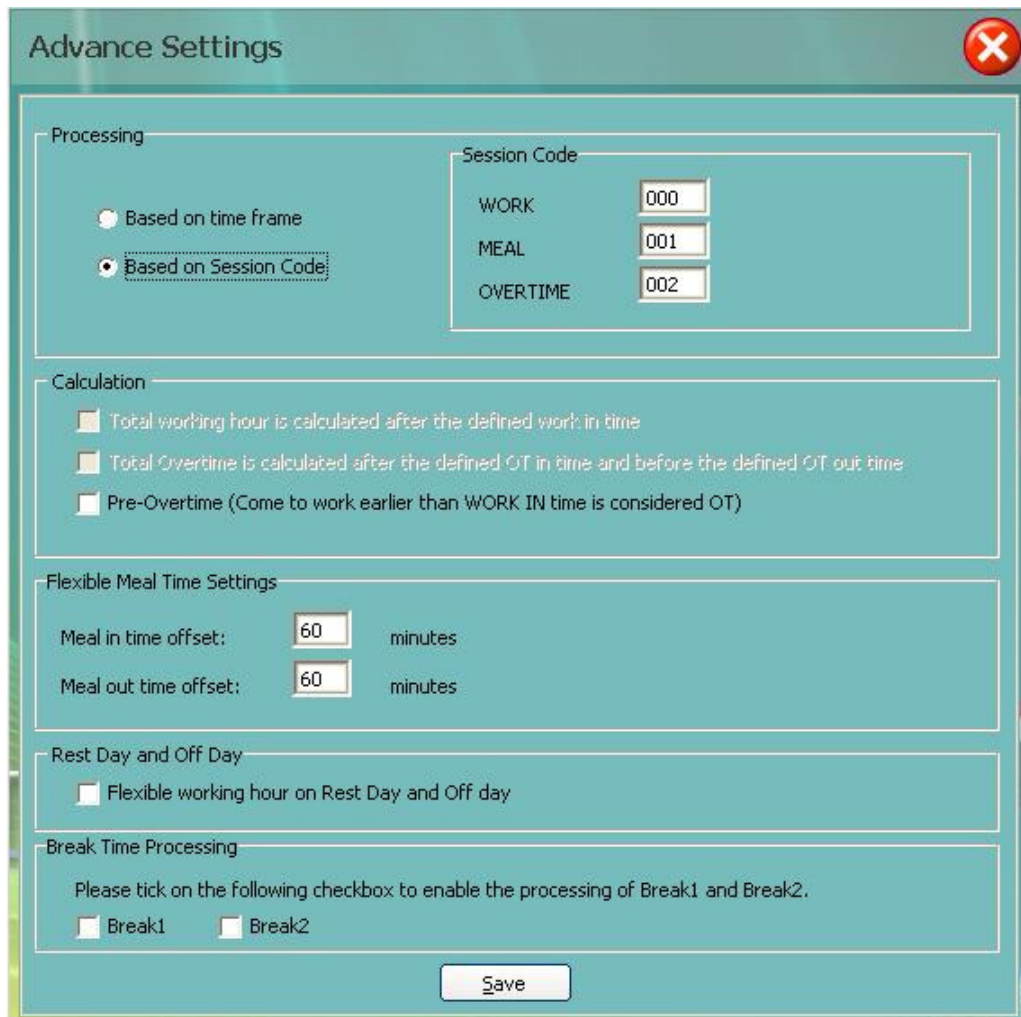 Advance Settings
Processing
Based on time frame
Based on Session Code
Session Code
WORK 000
MEAL 001
OVERTIME 002
Calculation
Total working hour is calculated after the defined work in time
Total Overtime is calculated after the defined OT in time and before the defined OT out time
Pre-Overtime (Come to work earlier than WORK IN time is considered OT)
Flexible Meal Time Settings
Meal in time offset: 60 minutes
Meal out time offset: 60 minutes
Rest Day and Off Day
Flexible working hour on Rest Day and Off day
Break Time Processing
Please tick on the following checkbox to enable the processing of Break1 and Break2.
Break1 Break2
Save